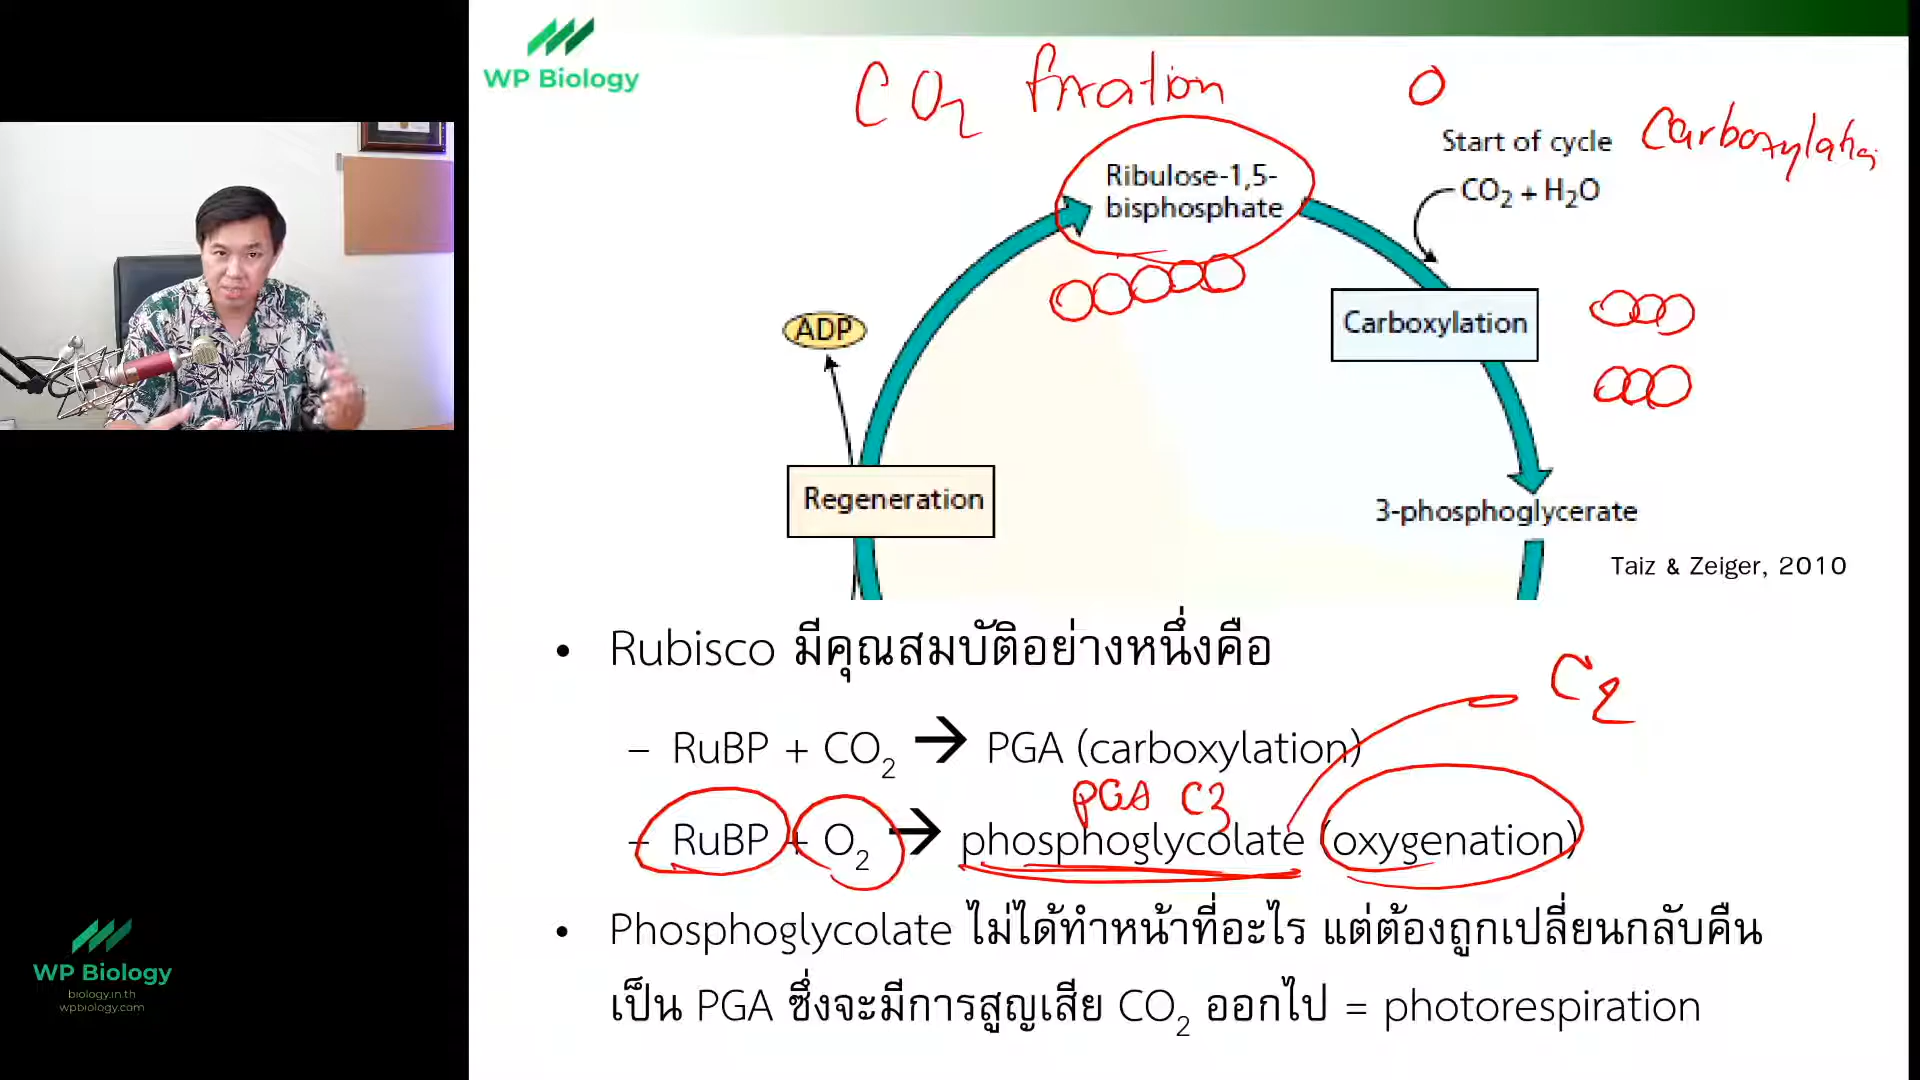 WP Biology
CO2 fixation
O
Carboxylation
Start of cycle
CO2 + H2O
Ribulose-1,5-
bisphosphate
ADP
Carboxylation
Regeneration
3-phosphoglycerate
Taiz & Zeiger, 2010
• Rubisco มีคุณสมบัติอย่างหนึ่งคือ
C2
– RuBP + CO2 → PGA (carboxylation)
PGA C3
– RuBP + O2 → phosphoglycolate (oxygenation)
• Phosphoglycolate ไม่ได้ทำหน้าที่อะไร แต่ต้องถูกเปลี่ยนกลับคืน
เป็น PGA ซึ่งจะมีการสูญเสีย CO2 ออกไป = photorespiration
WP Biology
biology.in.th
wpbiology.com